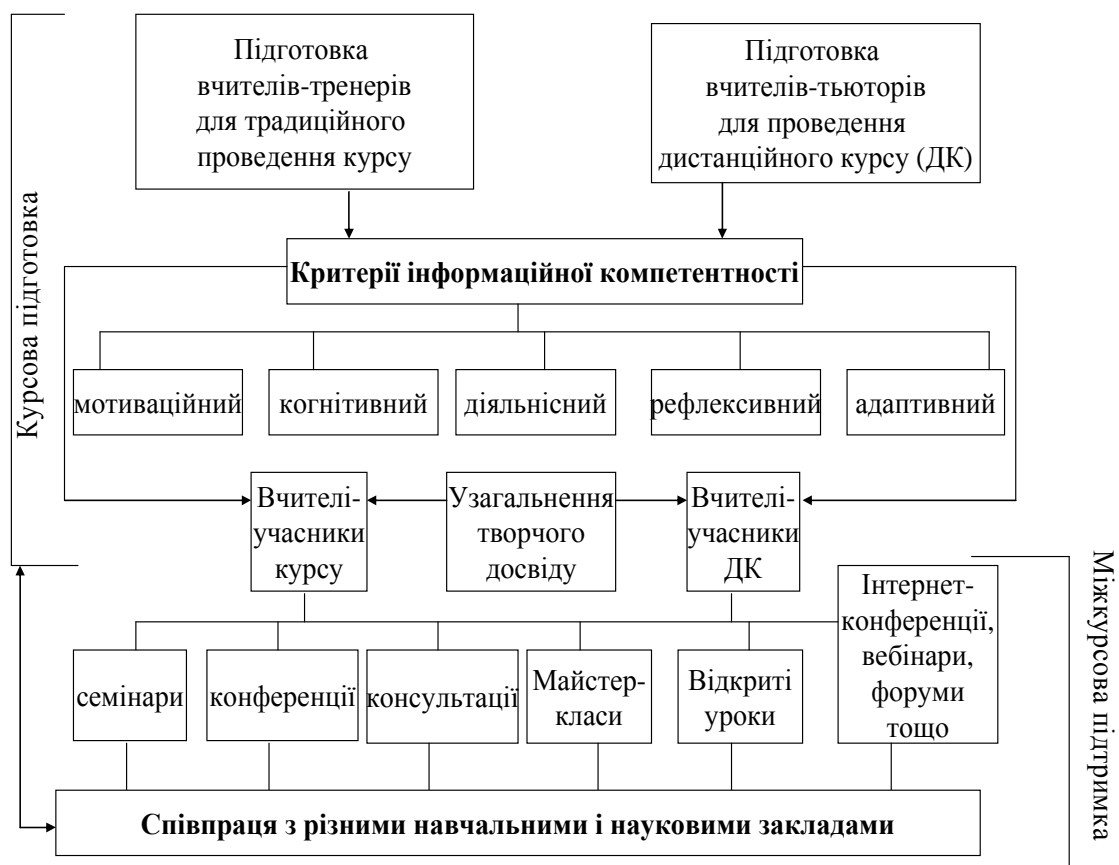 Підготовка
вчителів-тренерів
для традиційного
проведення курсу
Підготовка
вчителів-тьюторів
для проведення
дистанційного курсу (ДК)
Курсова підготовка
Критерії інформаційної компетентності
мотиваційний
когнітивний
діяльнісний
рефлексивний
адаптивний
Вчителі-
учасники
курсу
Узагальнення
творчого
досвіду
Вчителі-
учасники
ДК
Інтернет-
конференції,
вебінари,
форуми
тощо
Міжкурсова підтримка
семінари
конференції
консультації
Майстер-
класи
Відкриті
уроки
Співпраця з різними навчальними і науковими закладами